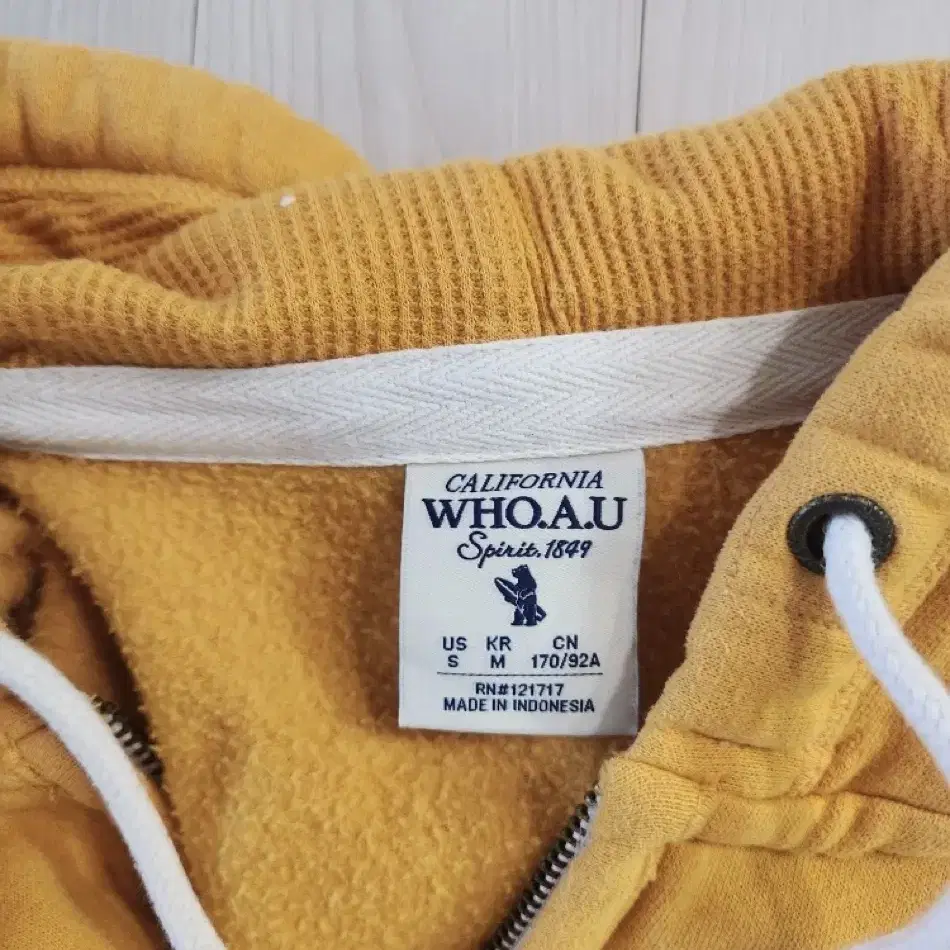 CALIFORNIA
WHO.A.U
Spirit.1849
US KR CN
S M 170/92A
RN#121717
MADE IN INDONESIA